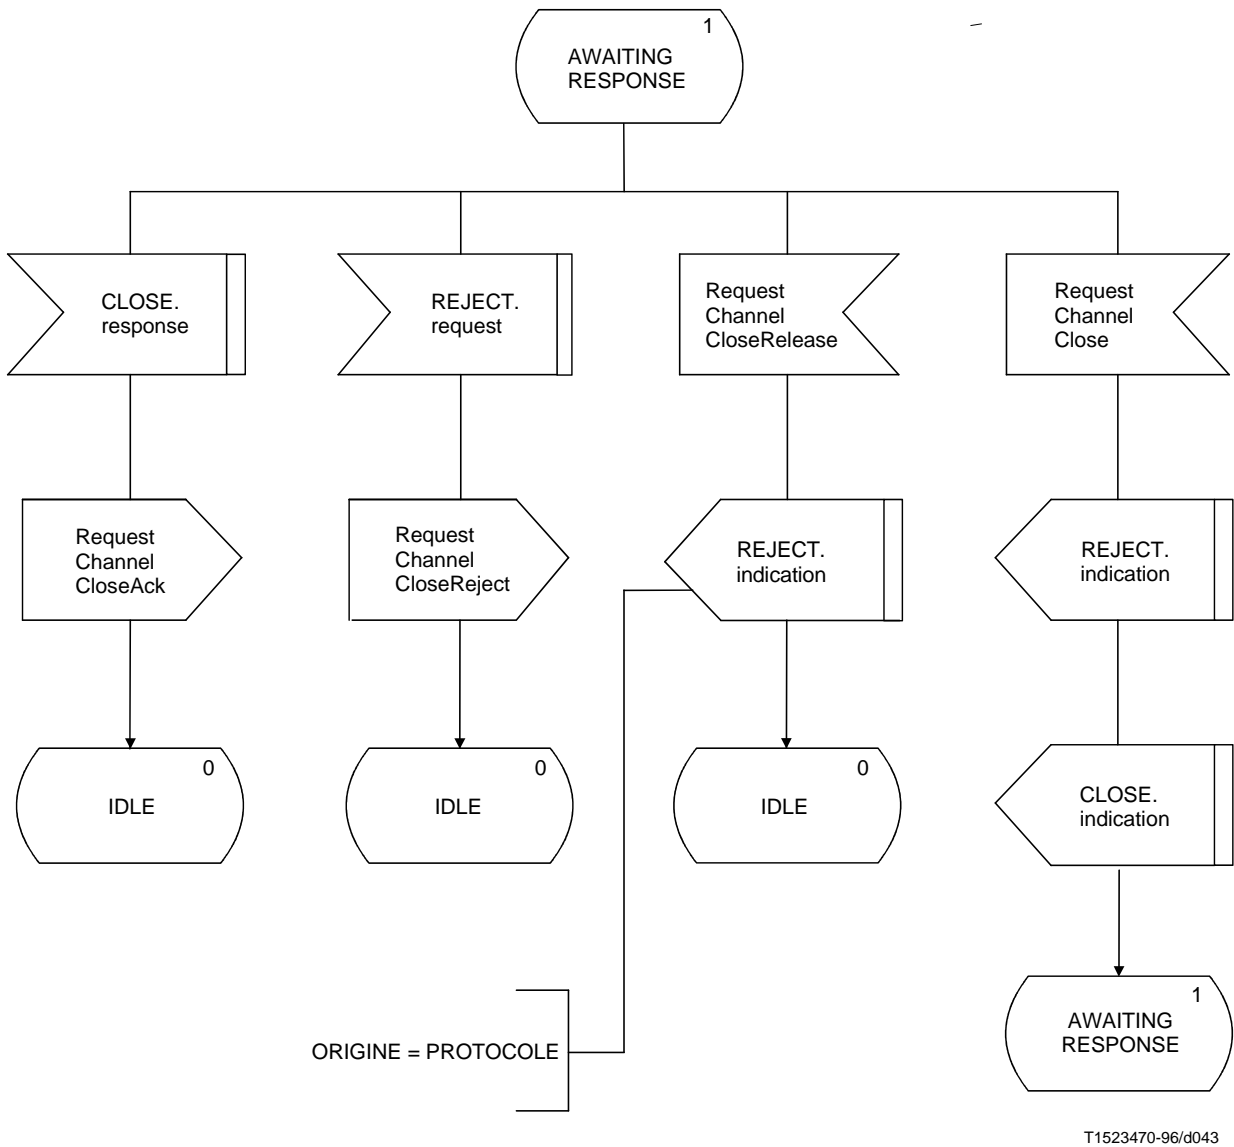 1
AWAITING
RESPONSE
CLOSE.
response
REJECT.
request
Request
Channel
CloseRelease
Request
Channel
Close
Request
Channel
CloseAck
Request
Channel
CloseReject
REJECT.
indication
REJECT.
indication
0
IDLE
0
IDLE
0
IDLE
CLOSE.
indication
ORIGINE = PROTOCOLE
1
AWAITING
RESPONSE
T1523470-96/d043